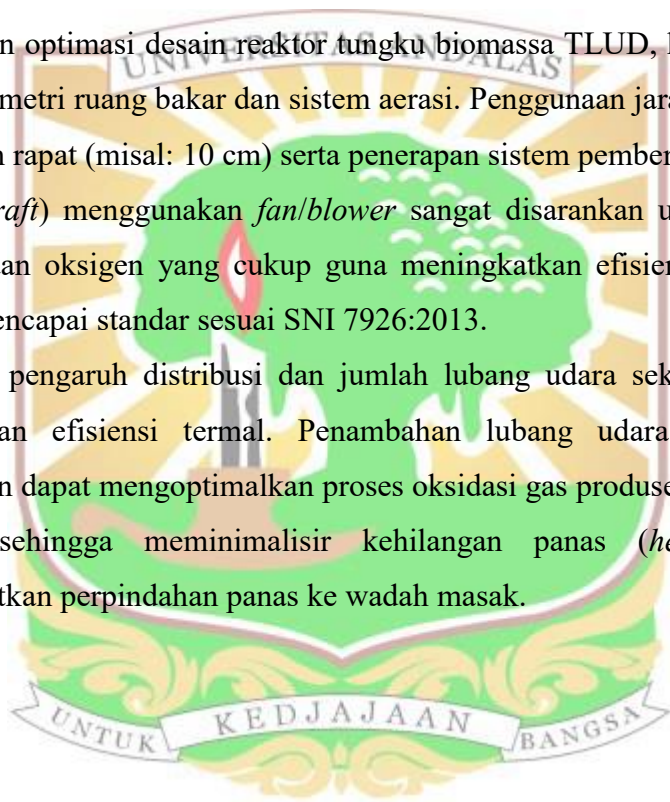 n optimasi desain reaktor tungku biomassa TLUD,
UNIVERSITAS ANDALAS
metri ruang bakar dan sistem aerasi. Penggunaan jara
n rapat (misal: 10 cm) serta penerapan sistem pember
raft) menggunakan fan/blower sangat disarankan u
dan oksigen yang cukup guna meningkatkan efisien
encapai standar sesuai SNI 7926:2013.
pengaruh distribusi dan jumlah lubang udara sek
an efisiensi termal. Penambahan lubang udara
n dapat mengoptimalkan proses oksidasi gas produse
sehingga meminimalisir kehilangan panas (he
tkan perpindahan panas ke wadah masak.
UNTUK KEDJAJAAN BANGSA